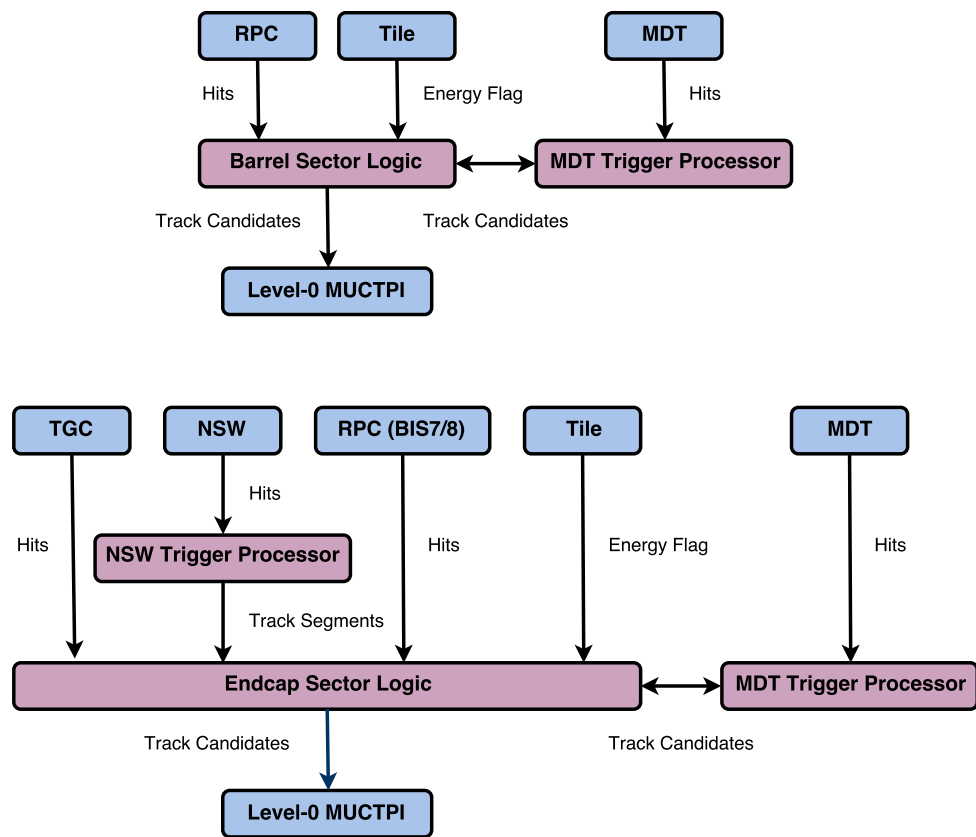 RPC
Tile
MDT
Hits
Energy Flag
Hits
Barrel Sector Logic
MDT Trigger Processor
Track Candidates
Track Candidates
Level-0 MUCTPI
TGC
NSW
RPC (BIS7/8)
Tile
MDT
Hits
Hits
NSW Trigger Processor
Hits
Energy Flag
Hits
Track Segments
Endcap Sector Logic
MDT Trigger Processor
Track Candidates
Track Candidates
Level-0 MUCTPI